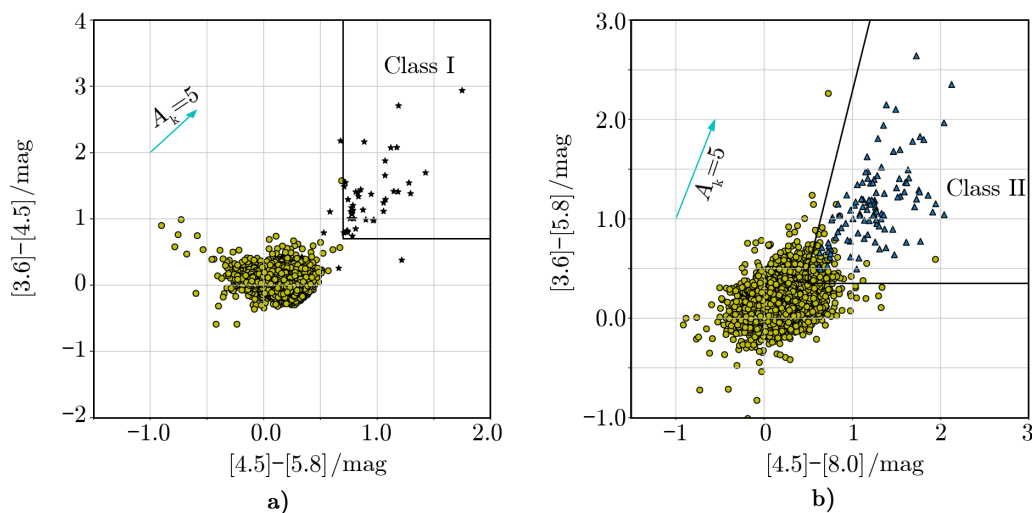 4
3
2
1
0
−1
−2
[3.6]−[4.5]/mag
A_k=5
Class I
−1.0
0.0
1.0
2.0
[4.5]−[5.8]/mag
a)
3.0
2.0
1.0
0.0
−1.0
[3.6]−[5.8]/mag
A_k=5
Class II
−1
0
1
2
3
[4.5]−[8.0]/mag
b)